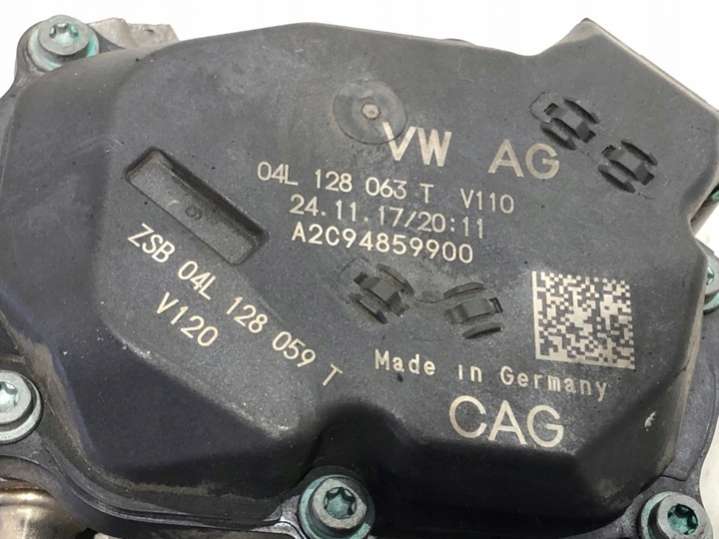 VW AG
04L 128 063 T V110
24.11.17/20:11
A2C94859900
ZSB 04L 128 059 T
V120
Made in Germany
CAG